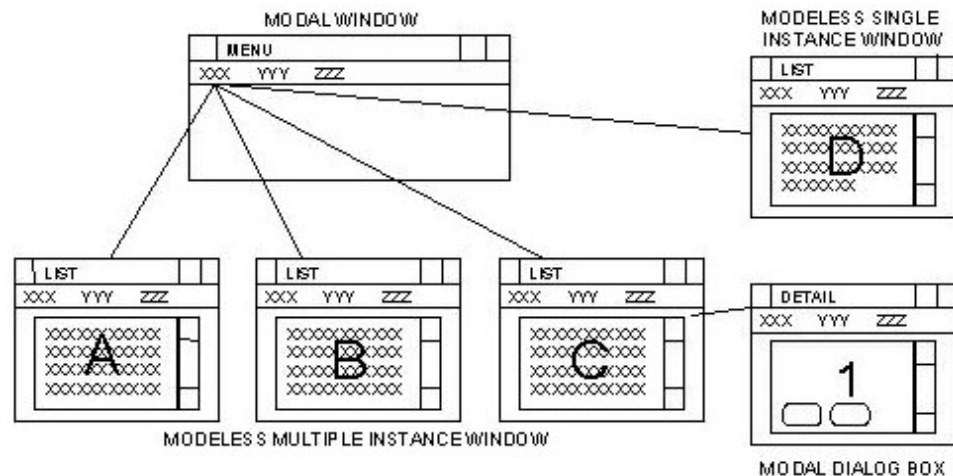 MODAL WINDOW
MENU
XXX YYY ZZZ
MODELESS SINGLE
INSTANCE WINDOW
LIST
XXX YYY ZZZ
XXXXXXXXXXX
XXXXXXXXXXX
XXXXXXXXXXX
XXXXXXX
D
LIST
XXX YYY ZZZ
XXXXXXXXXXX
XXXXXXXXXXX
XXXXXXXXXXX
XXXXXXXXXXX
A
LIST
XXX YYY ZZZ
XXXXXXXXXXX
XXXXXXXXXXX
XXXXXXXXXXX
XXXXXXXXXXX
B
LIST
XXX YYY ZZZ
XXXXXXXXXXX
XXXXXXXXXXX
XXXXXXXXXXX
XXXXXXXXXXX
C
DETAIL
XXX YYY ZZZ
1
MODELESS MULTIPLE INSTANCE WINDOW
MODAL DIALOG BOX